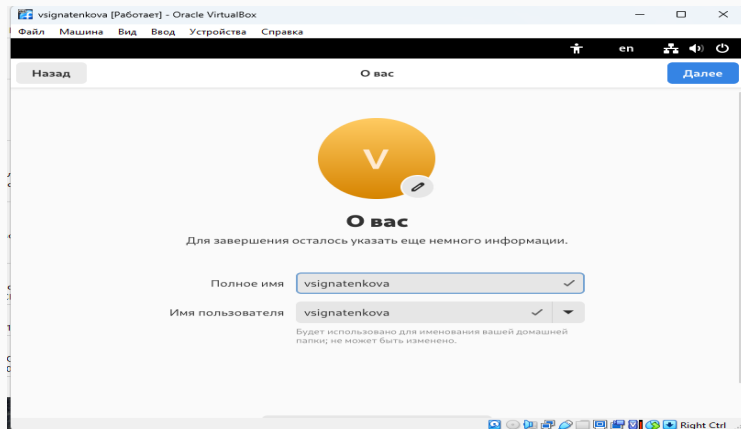 vsignatenkova [Работает] - Oracle VirtualBox
Файл Машина Вид Ввод Устройства Справка
en
Назад О вас Далее
V
О вас
Для завершения осталось указать еще немного информации.
Полное имя vsignatenkova
Имя пользователя vsignatenkova
Будет использовано для именования вашей домашней
папки; не может быть изменено.
Right Ctrl